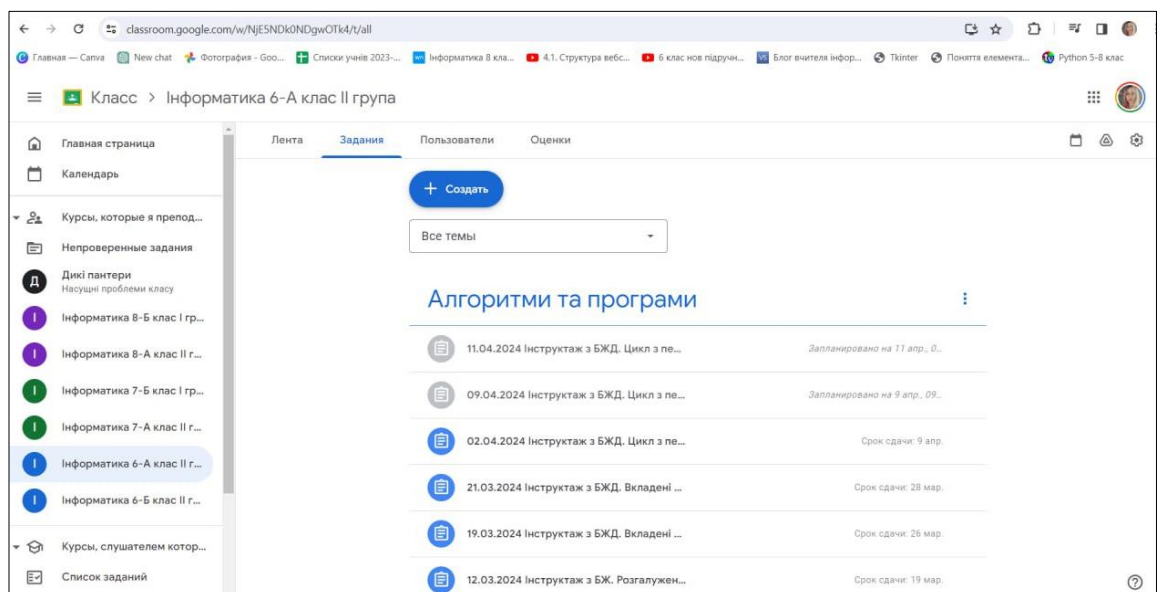 classroom.google.com/w/NjE5NDk0NDgwOTk4/t/all
Главная — Canva New chat Фотография - Goo... Списки учнів 2023-... Інформатика 8 кла... 4.1. Структура вебс... 6 клас нов підручн... Блог вчителя інфор... Tkinter Поняття елемента... Python 5-8 клас
Класс > Інформатика 6-А клас ІІ група
Главная страница
Календарь
Курсы, которые я препод...
Непроверенные задания
Д
Дикі пантери
Насущні проблеми класу
І Інформатика 8-Б клас І гр...
І Інформатика 8-А клас ІІ г...
І Інформатика 7-Б клас І гр...
І Інформатика 7-А клас ІІ г...
І Інформатика 6-А клас ІІ г...
І Інформатика 6-Б клас ІІ г...
Курсы, слушателем котор...
Список заданий
Лента Задания Пользователи Оценки
+ Создать
Все темы
Алгоритми та програми
11.04.2024 Інструктаж з БЖД. Цикл з пе... Запланировано на 11 апр., 0...
09.04.2024 Інструктаж з БЖД. Цикл з пе... Запланировано на 9 апр., 09...
02.04.2024 Інструктаж з БЖД. Цикл з пе... Срок сдачи: 9 апр.
21.03.2024 Інструктаж з БЖД. Вкладені ... Срок сдачи: 28 мар.
19.03.2024 Інструктаж з БЖД. Вкладені ... Срок сдачи: 26 мар.
12.03.2024 Інструктаж з БЖ. Розгалужен... Срок сдачи: 19 мар.